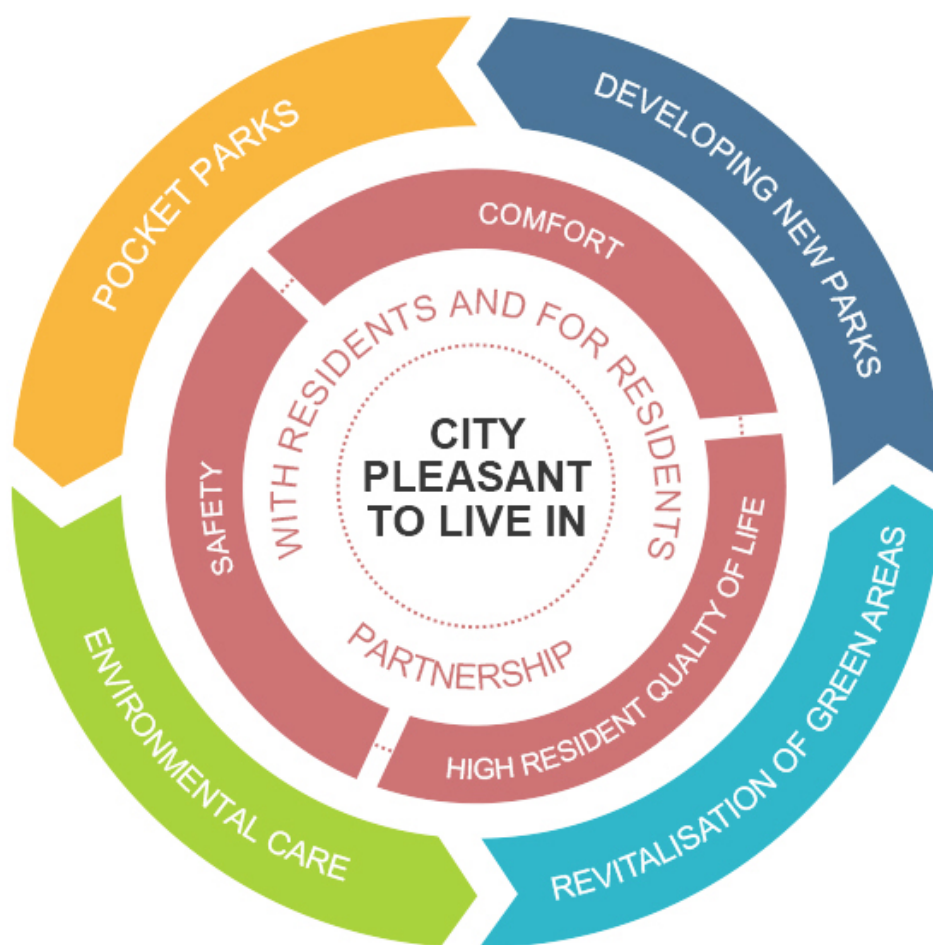 POCKET PARKS
DEVELOPING NEW PARKS
COMFORT
WITH RESIDENTS AND FOR RESIDENTS
CITY
PLEASANT
TO LIVE IN
SAFETY
PARTNERSHIP
HIGH RESIDENT QUALITY OF LIFE
ENVIRONMENTAL CARE
REVITALISATION OF GREEN AREAS